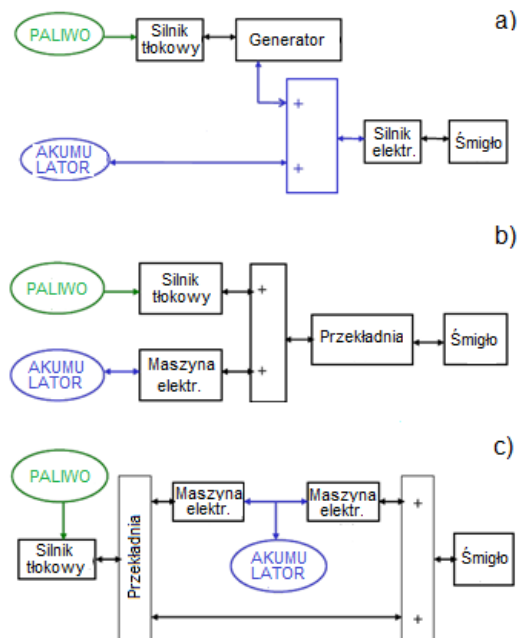 a)
PALIWO
Silnik
tłokowy
Generator
+
AKUMU
LATOR
+
Silnik
elektr.
Śmigło
b)
PALIWO
Silnik
tłokowy
+
Przekładnia
Śmigło
AKUMU
LATOR
Maszyna
elektr.
+
c)
PALIWO
Silnik
tłokowy
Przekładnia
Maszyna
elektr.
Maszyna
elektr.
+
AKUMU
LATOR
Śmigło
+